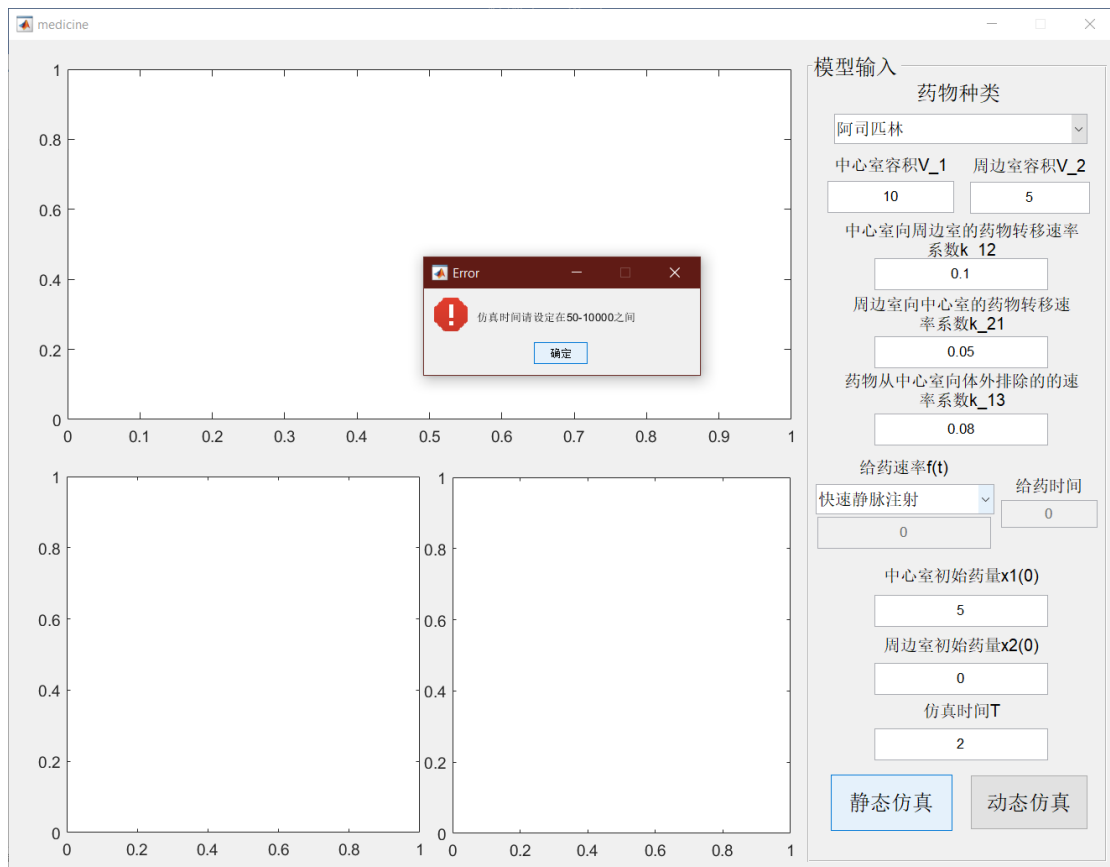 medicine
模型输入
药物种类
阿司匹林
中心室容积V_1 周边室容积V_2
10 5
中心室向周边室的药物转移速率
系数k_12
0.1
周边室向中心室的药物转移速
率系数k_21
0.05
药物从中心室向体外排除的的速
率系数k_13
0.08
给药速率f(t)
给药时间
快速静脉注射
0
0
中心室初始药量x1(0)
5
周边室初始药量x2(0)
0
仿真时间T
2
静态仿真 动态仿真
Error
仿真时间请设定在50-10000之间
确定
1
0.8
0.6
0.4
0.2
0
0 0.1 0.2 0.3 0.4 0.5 0.6 0.7 0.8 0.9 1
1
0.8
0.6
0.4
0.2
0
0 0.2 0.4 0.6 0.8 1
1
0.8
0.6
0.4
0.2
0
0 0.2 0.4 0.6 0.8 1